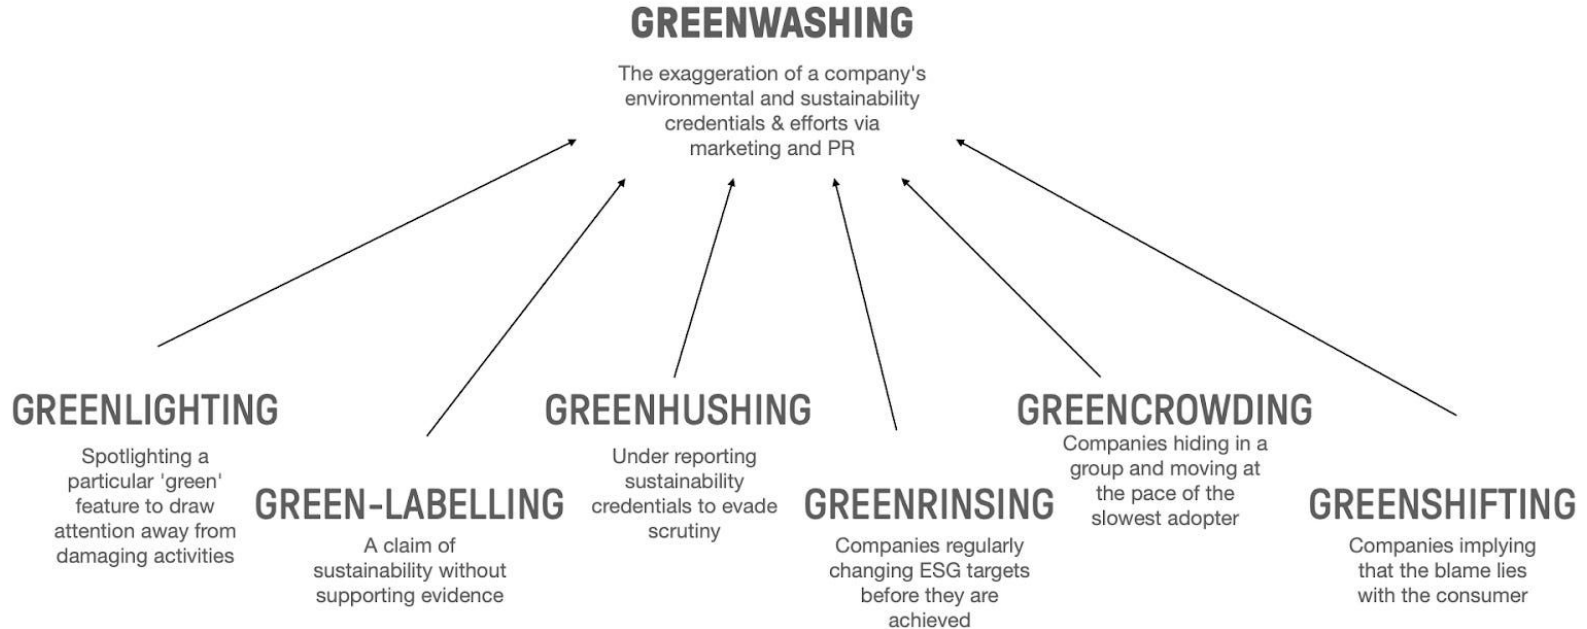 GREENWASHING
The exaggeration of a company's
environmental and sustainability
credentials & efforts via
marketing and PR
GREENLIGHTING
Spotlighting a
particular 'green'
feature to draw
attention away from
damaging activities
GREEN-LABELLING
A claim of
sustainability without
supporting evidence
GREENHUSHING
Under reporting
sustainability
credentials to evade
scrutiny
GREENRINSING
Companies regularly
changing ESG targets
before they are
achieved
GREENCROWDING
Companies hiding in a
group and moving at
the pace of the
slowest adopter
GREENSHIFTING
Companies implying
that the blame lies
with the consumer